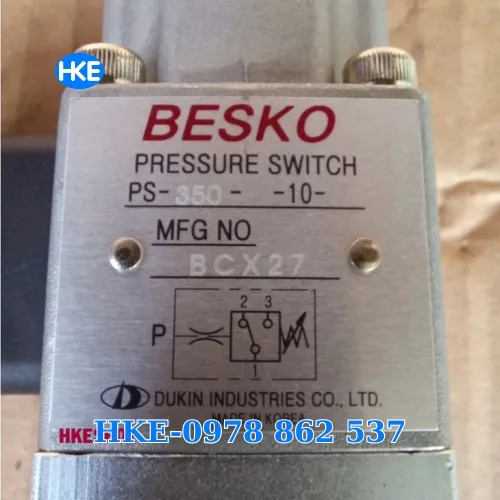 HKE
BESKO
PRESSURE SWITCH
PS-350- -10-
MFG NO
BCX27
2 3
P
1
DUKIN INDUSTRIES CO., LTD.
MADE IN KOREA
HKE-0978 862 537